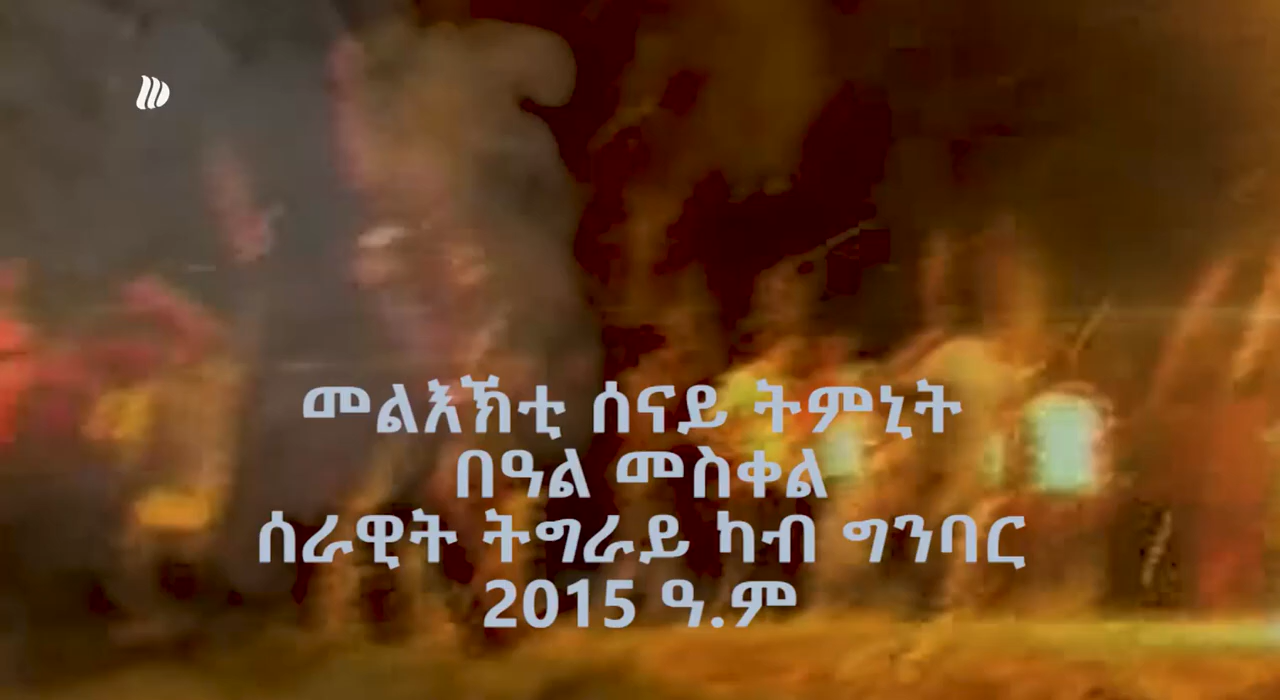 መልእኽቲ ሰናይ ትምኒት
በዓል መስቀል
ሰራዊት ትግራይ ካብ ግንባር
2015 ዓ.ም